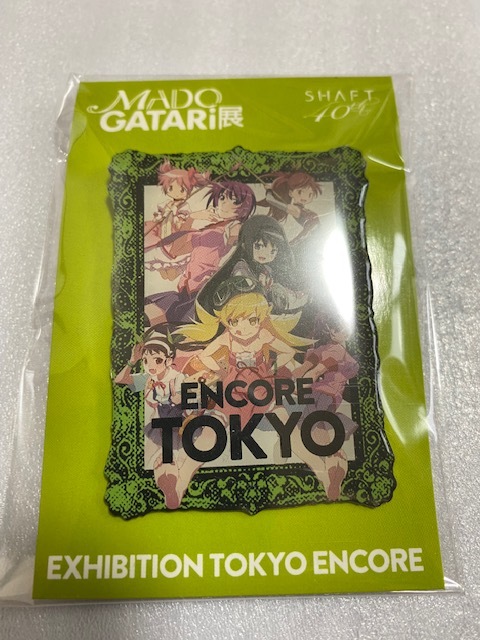 MADO
GATARi展
SHAFT
40th
ENCORE
TOKYO
EXHIBITION TOKYO ENCORE